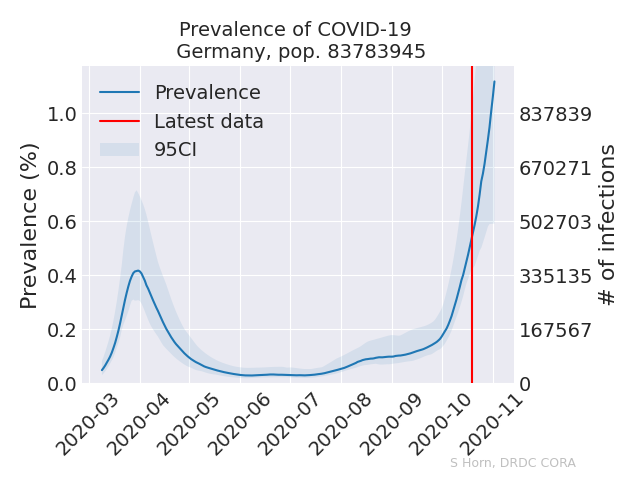 Prevalence of COVID-19
Germany, pop. 83783945
Prevalence
Latest data
95CI
Prevalence (%)
1.0
0.8
0.6
0.4
0.2
0.0
837839
670271
502703
335135
167567
0
# of infections
2020-03
2020-04
2020-05
2020-06
2020-07
2020-08
2020-09
2020-10
2020-11
S Horn, DRDC CORA